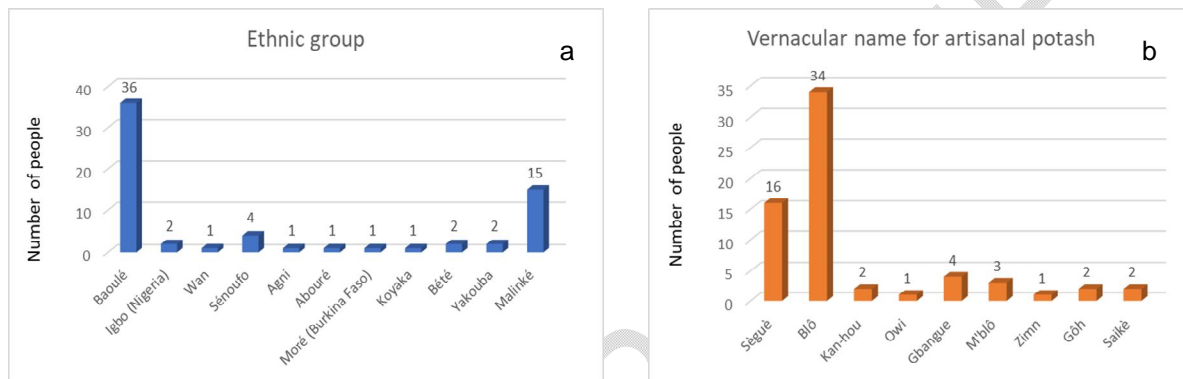 Ethnic group
a
Number of people
40
30
20
10
0
36
2
1
4
1
1
1
1
2
2
15
Baoulé
Igbo (Nigeria)
Wan
Sénoufo
Agni
Abouré
Moré (Burkina Faso)
Koyaka
Bété
Yakouba
Malinké
Vernacular name for artisanal potash
b
Number of people
35
30
25
20
15
10
5
0
16
34
2
1
4
3
1
2
2
Sèguè
Blô
Kan-hou
Owi
Gbangue
M'blô
Zimn
Gôh
Saikè